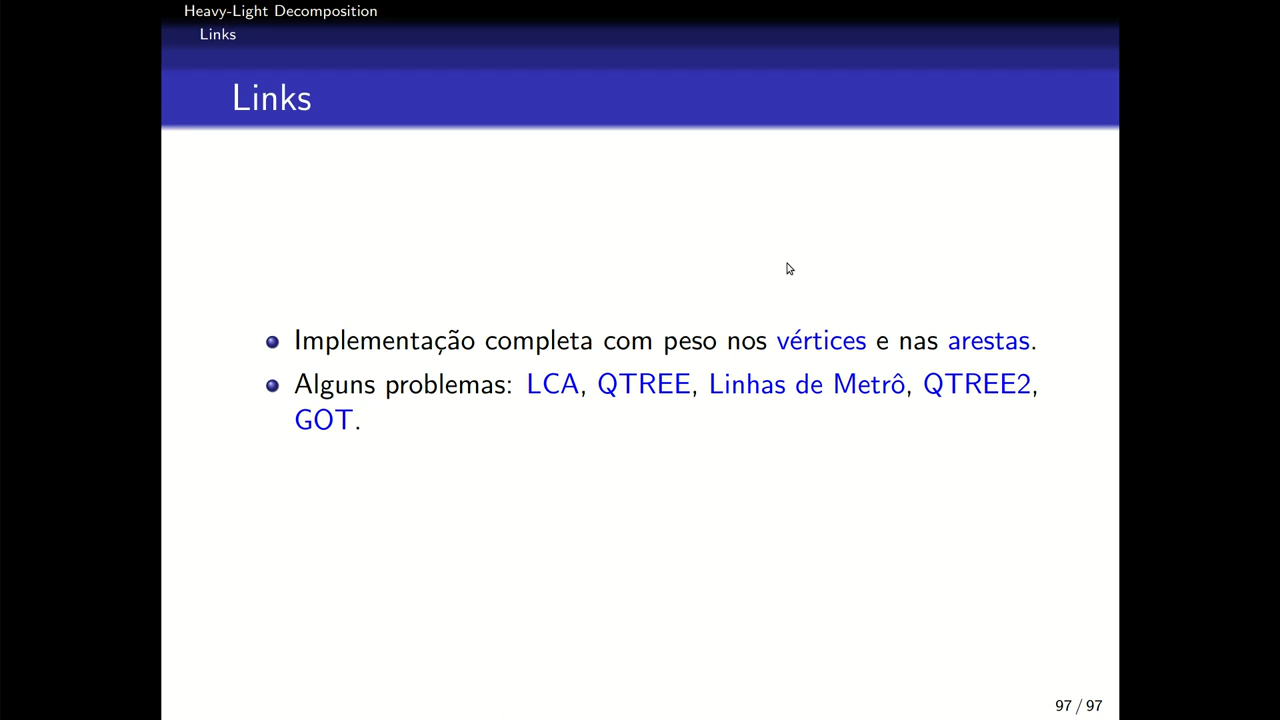 Heavy-Light Decomposition
Links
Links
Implementação completa com peso nos vértices e nas arestas.
Alguns problemas: LCA, QTREE, Linhas de Metrô, QTREE2,
GOT.
97 / 97